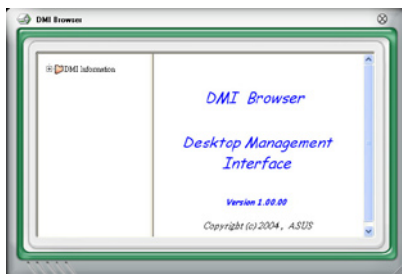 DMI Browser
DMI Information
DMI Browser
Desktop Management
Interface
Version 1.00.00
Copyright (c) 2004, ASUS